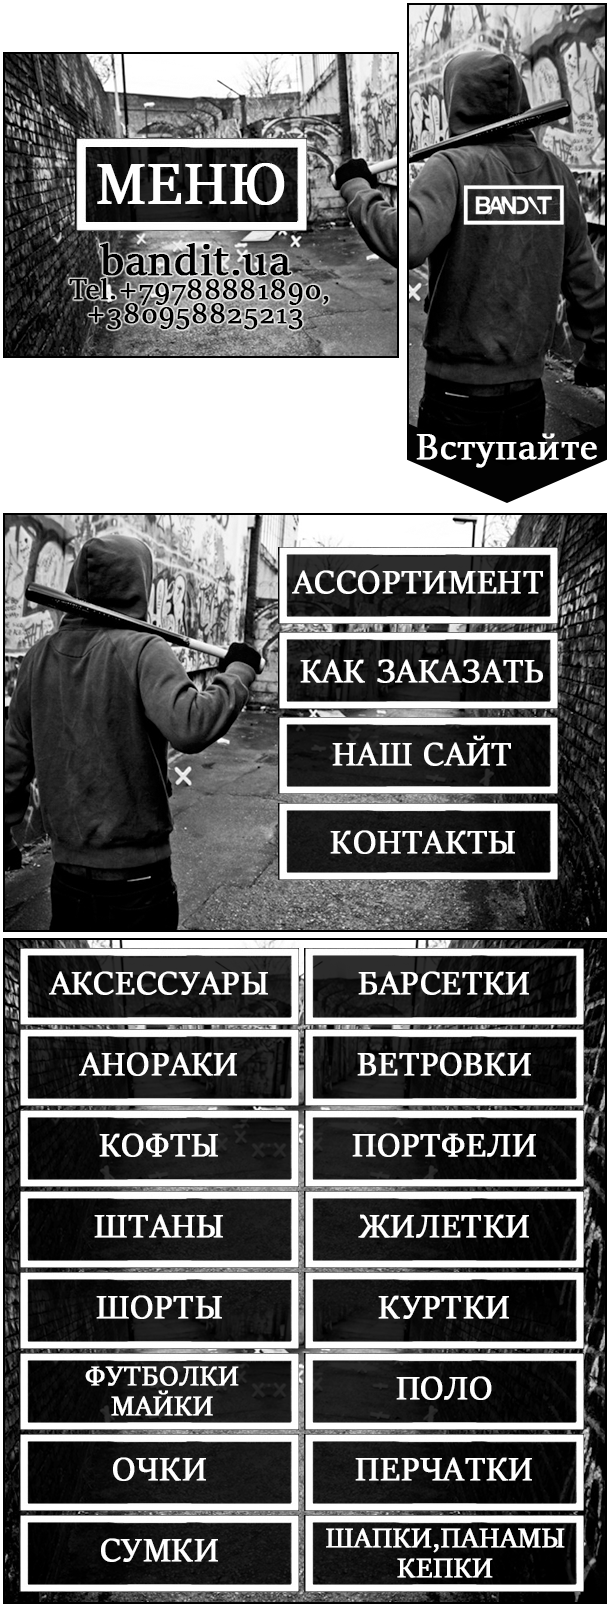 МЕНЮ
bandit.ua
Tel.+79788881890,
+380958825213
BANDIT
Вступайте
АССОРТИМЕНТ
КАК ЗАКАЗАТЬ
НАШ САЙТ
КОНТАКТЫ
АКСЕССУАРЫ
БАРСЕТКИ
АНОРАКИ
ВЕТРОВКИ
КОФТЫ
ПОРТФЕЛИ
ШТАНЫ
ЖИЛЕТКИ
ШОРТЫ
КУРТКИ
ФУТБОЛКИ
МАЙКИ
ПОЛО
ОЧКИ
ПЕРЧАТКИ
СУМКИ
ШАПКИ,ПАНАМЫ
КЕПКИ